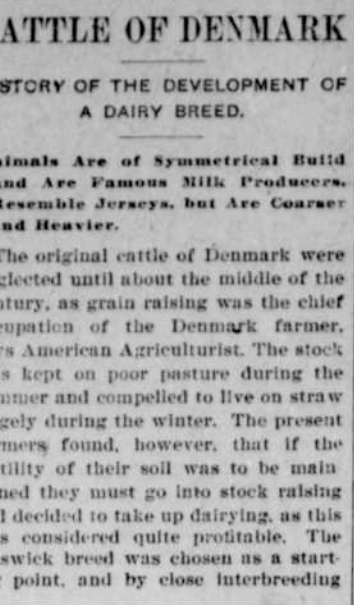 ATTLE OF DENMARK
STORY OF THE DEVELOPMENT OF
A DAIRY BREED.
nimals Are of Symmetrical Build
and Are Famous Milk Producers.
Resemble Jerseys, but Are Coarser
and Heavier.
The original cattle of Denmark were
glected until about the middle of the
ntury, as grain raising was the chief
cupation of the Denmark farmer,
rs American Agriculturist. The stock
s kept on poor pasture during the
mmer and compelled to live on straw
gely during the winter. The present
rmers found, however, that if the
tility of their soil was to be main
ned they must go into stock raising
d decided to take up dairying, as this
s considered quite profitable. The
swick breed was chosen as a start-
g point, and by close interbreeding